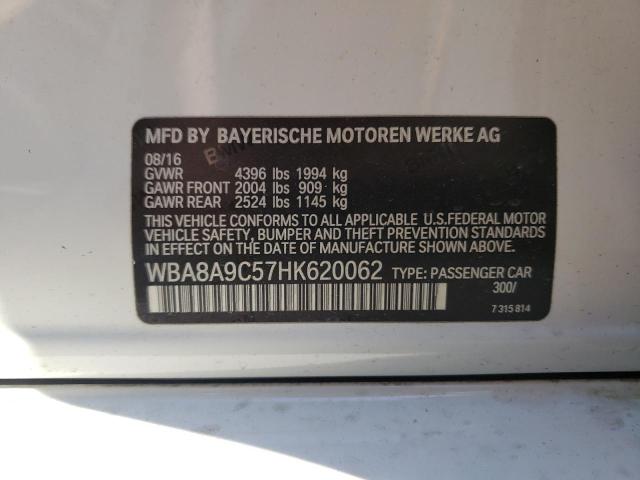 MFD BY BAYERISCHE MOTOREN WERKE AG
08/16
GVWR 4396 lbs 1994 kg
GAWR FRONT 2004 lbs 909 kg
GAWR REAR 2524 lbs 1145 kg
THIS VEHICLE CONFORMS TO ALL APPLICABLE U.S.FEDERAL MOTOR
VEHICLE SAFETY, BUMPER AND THEFT PREVENTION STANDARDS
IN EFFECT ON THE DATE OF MANUFACTURE SHOWN ABOVE.
WBA8A9C57HK620062 TYPE: PASSENGER CAR
300/
7 315 814